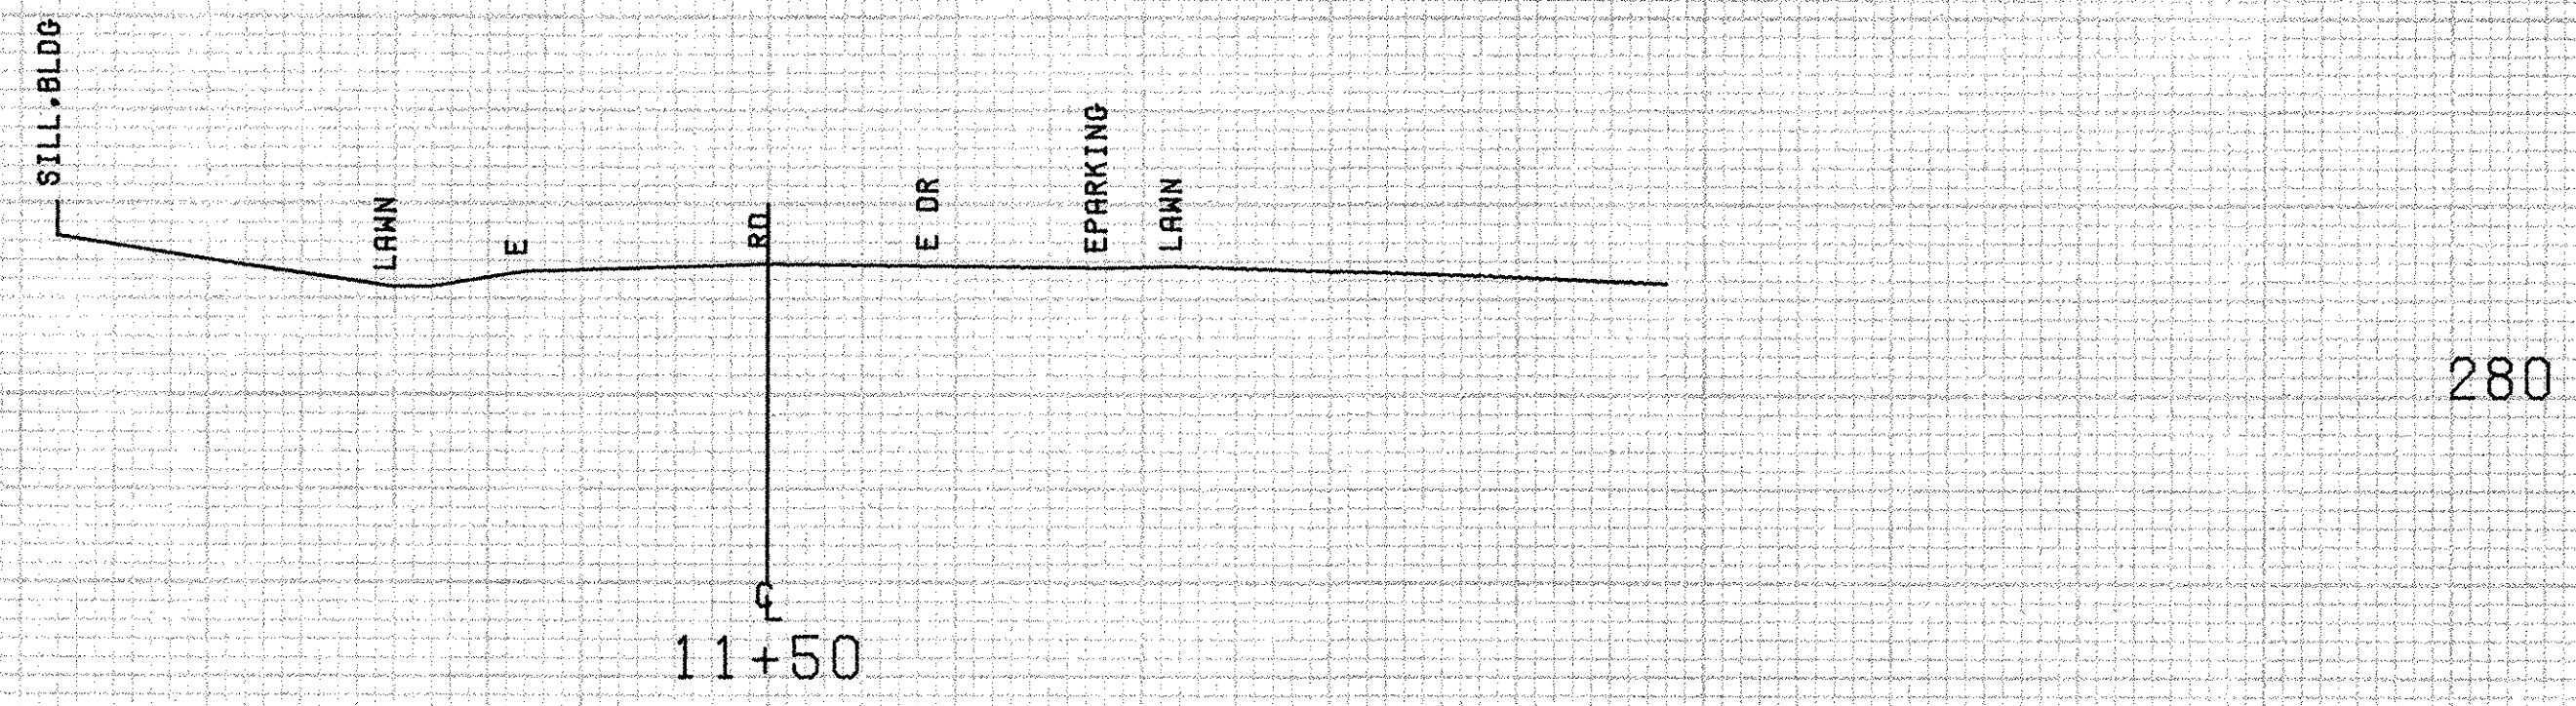 SILL.BLDG
LAWN
E
RD
E DR
EPARKING
LAWN
280
℄
11+50